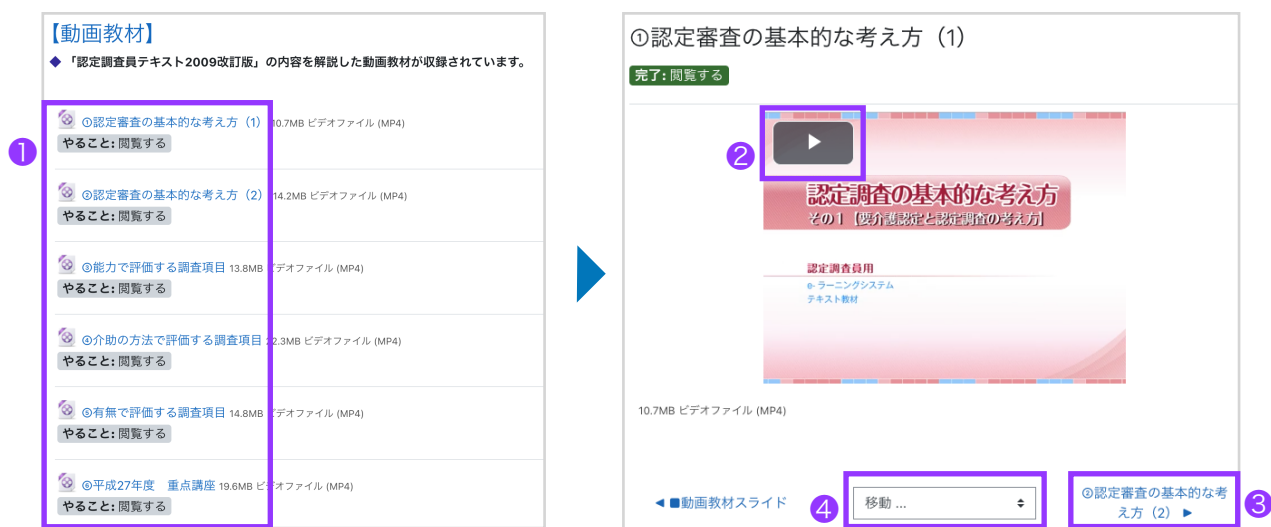 【動画教材】
◆ 「認定調査員テキスト2009改訂版」の内容を解説した動画教材が収録されています。
❶
①認定審査の基本的な考え方（1） 10.7MB ビデオファイル (MP4)
やること: 閲覧する
②認定審査の基本的な考え方（2） 14.2MB ビデオファイル (MP4)
やること: 閲覧する
③能力で評価する調査項目 13.8MB ビデオファイル (MP4)
やること: 閲覧する
④介助の方法で評価する調査項目 22.3MB ビデオファイル (MP4)
やること: 閲覧する
⑤有無で評価する調査項目 14.8MB ビデオファイル (MP4)
やること: 閲覧する
⑥平成27年度　重点講座 19.6MB ビデオファイル (MP4)
やること: 閲覧する
①認定審査の基本的な考え方（1）
完了: 閲覧する
❷
認定調査の基本的な考え方
その1【要介護認定と認定調査の考え方】
認定調査員用
e- ラーニングシステム
テキスト教材
10.7MB ビデオファイル (MP4)
◀ ■動画教材スライド
❹
移動 ...
②認定審査の基本的な考
え方（2） ▶
❸